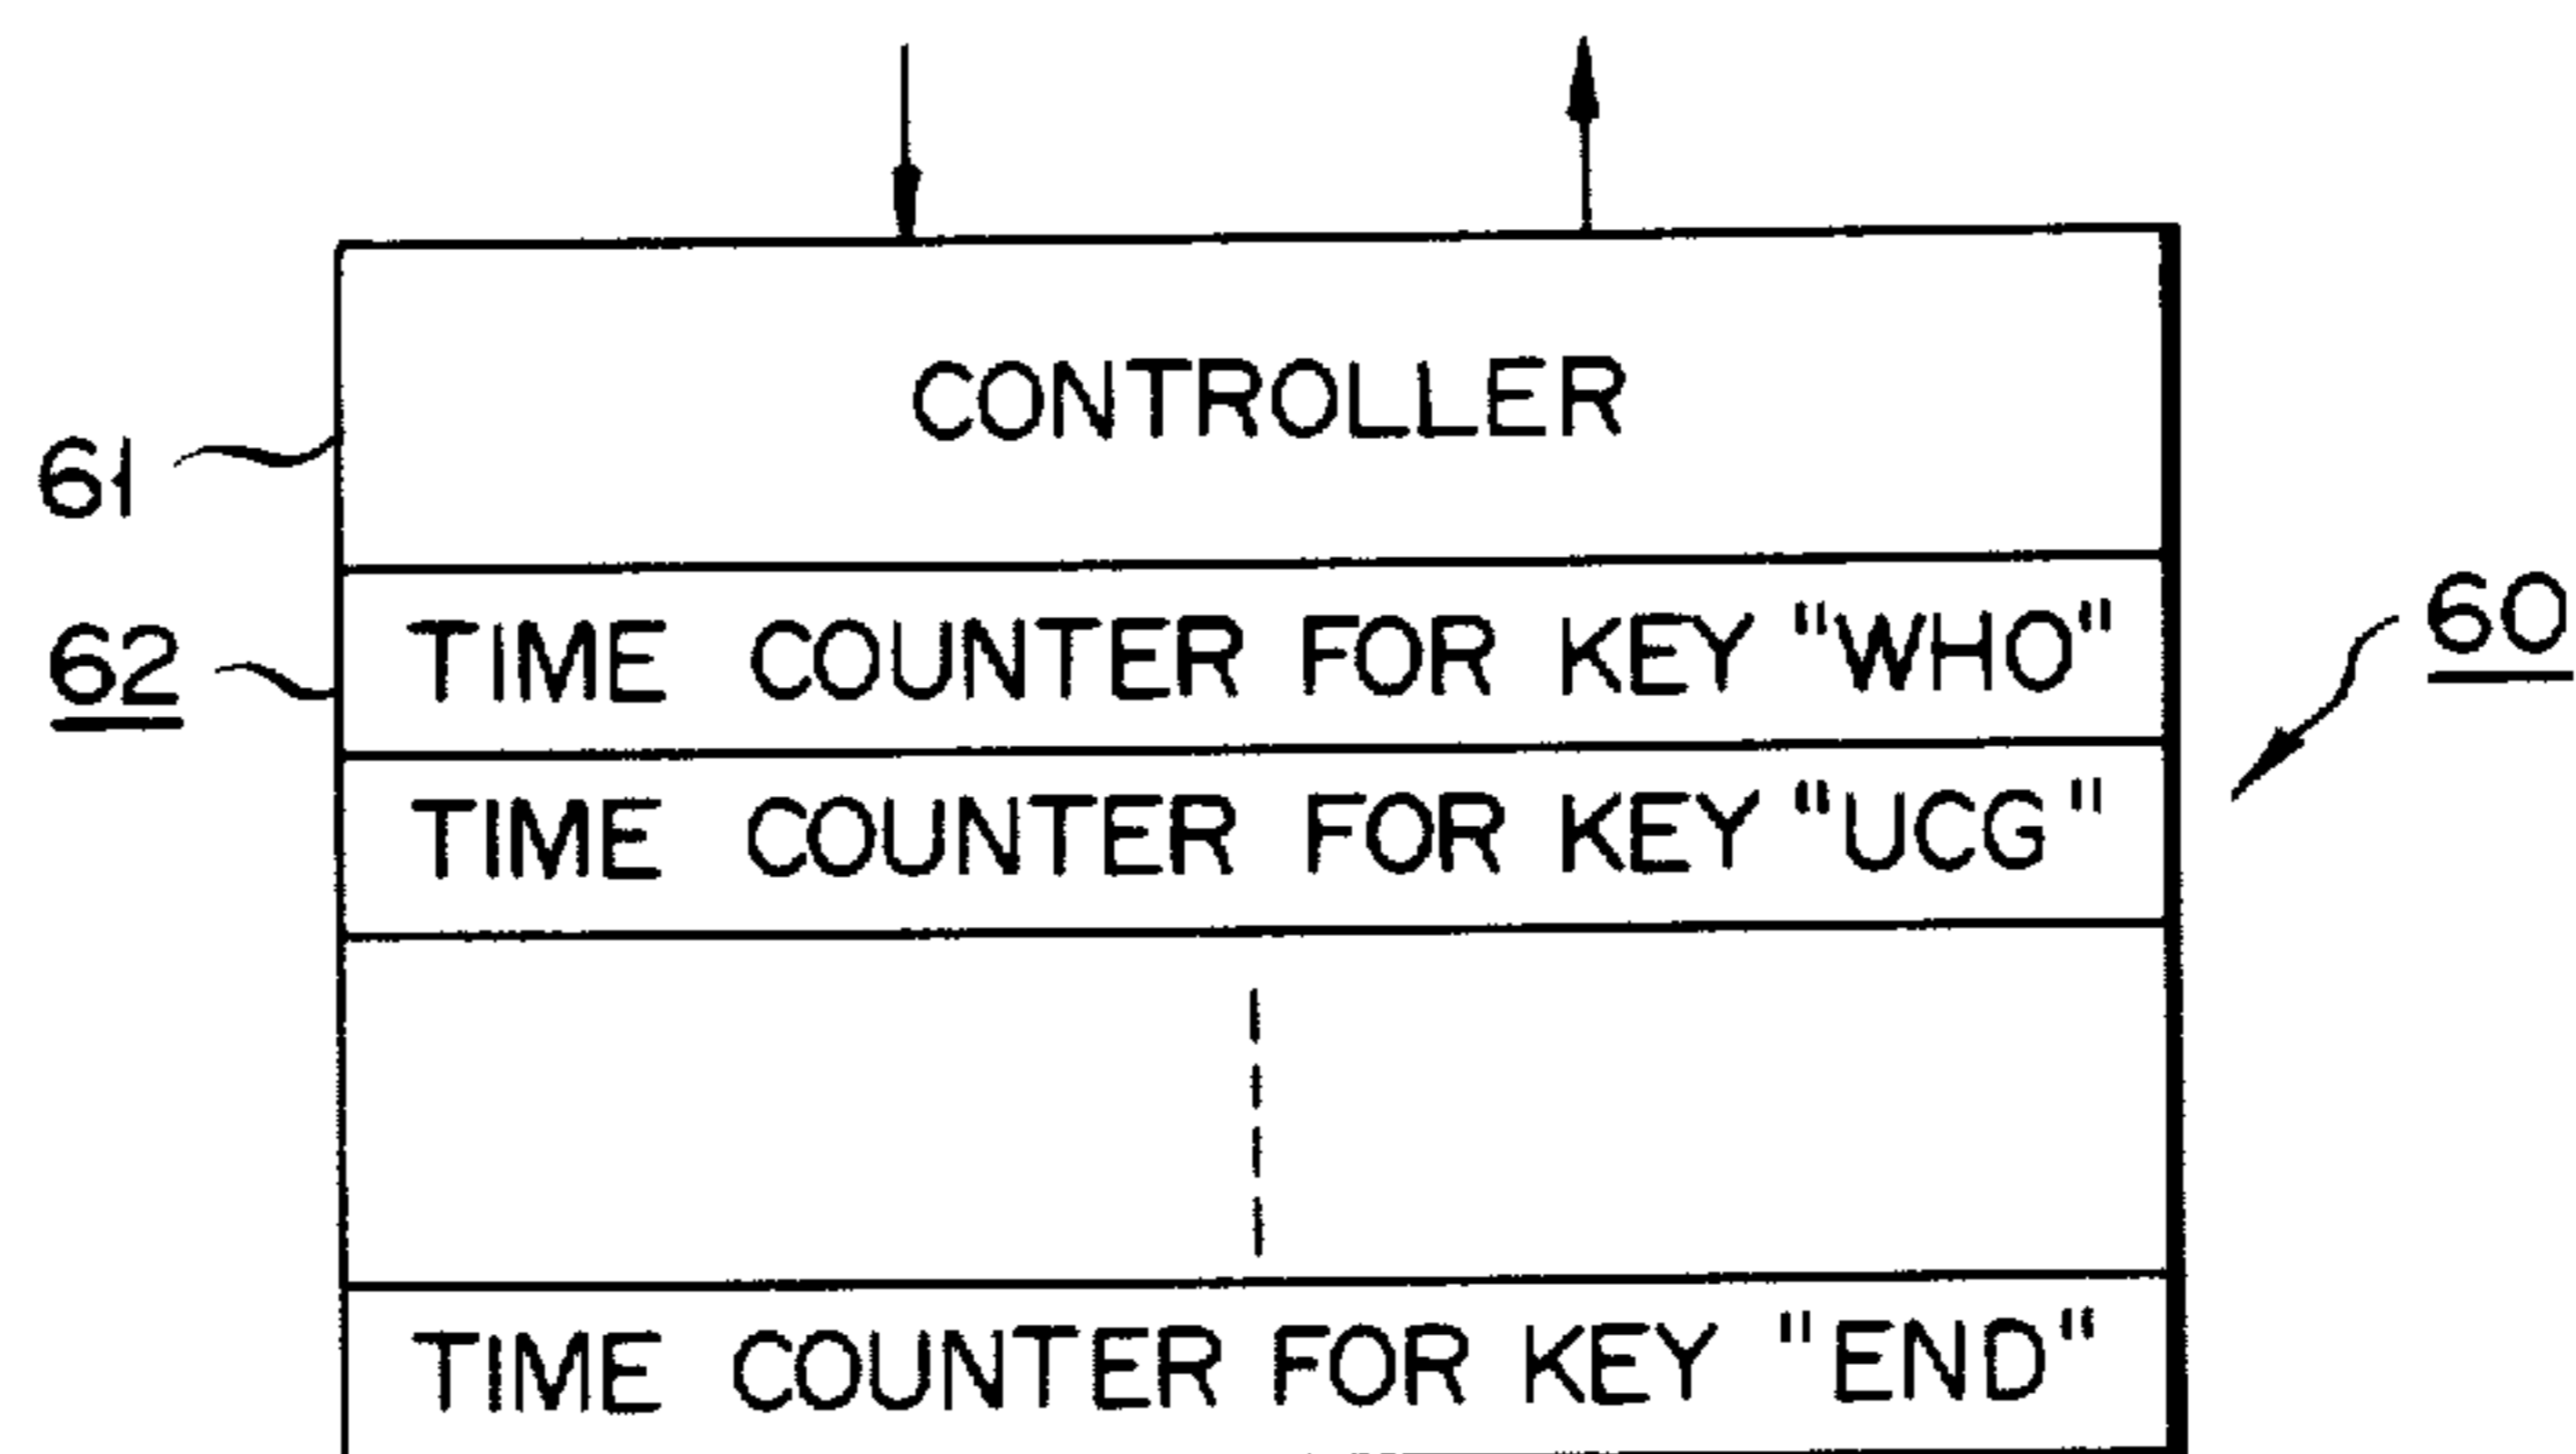 CONTROLLER
61
TIME COUNTER FOR KEY "WHO"
62
60
TIME COUNTER FOR KEY "UCG"
TIME COUNTER FOR KEY "END"